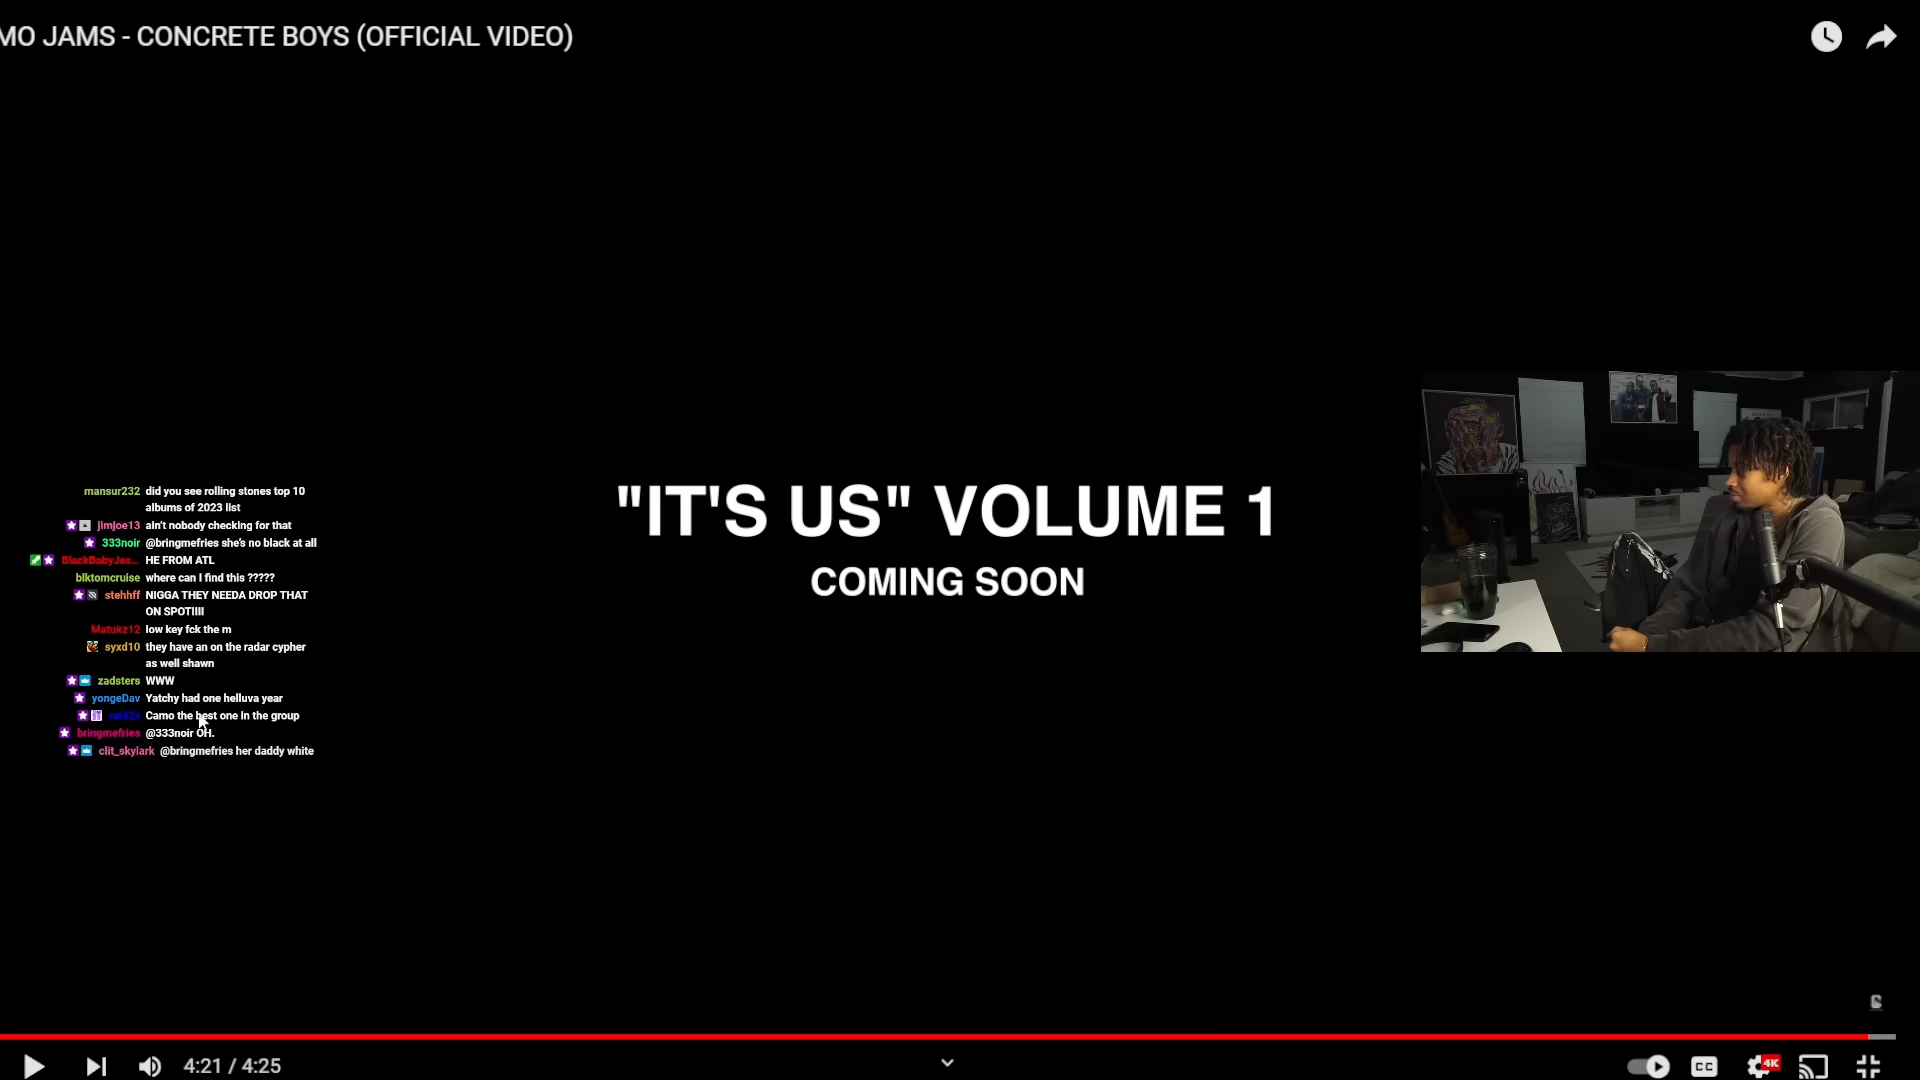 MO JAMS - CONCRETE BOYS (OFFICIAL VIDEO)
"IT'S US" VOLUME 1
COMING SOON
mansur232 did you see rolling stones top 10
albums of 2023 list
jimjoe13 ain't nobody checking for that
333noir @bringmefries she's no black at all
BlackBabyJes... HE FROM ATL
blktomcruise where can I find this ?????
stehhff NIGGA THEY NEEDA DROP THAT
ON SPOTIIII
Matukz12 low key fck the m
syxd10 they have an on the radar cypher
as well shawn
zadsters WWW
yongeDav Yatchy had one helluva year
Camo the best one in the group
bringmefries @333noir OH.
clit_skylark @bringmefries her daddy white
4:21 / 4:25
CC
4K